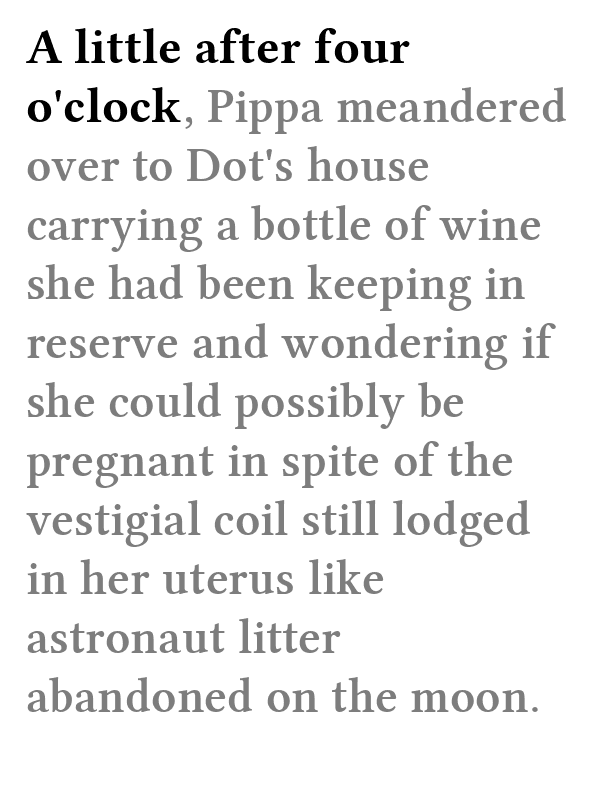 A little after four
o'clock, Pippa meandered
over to Dot's house
carrying a bottle of wine
she had been keeping in
reserve and wondering if
she could possibly be
pregnant in spite of the
vestigial coil still lodged
in her uterus like
astronaut litter
abandoned on the moon.